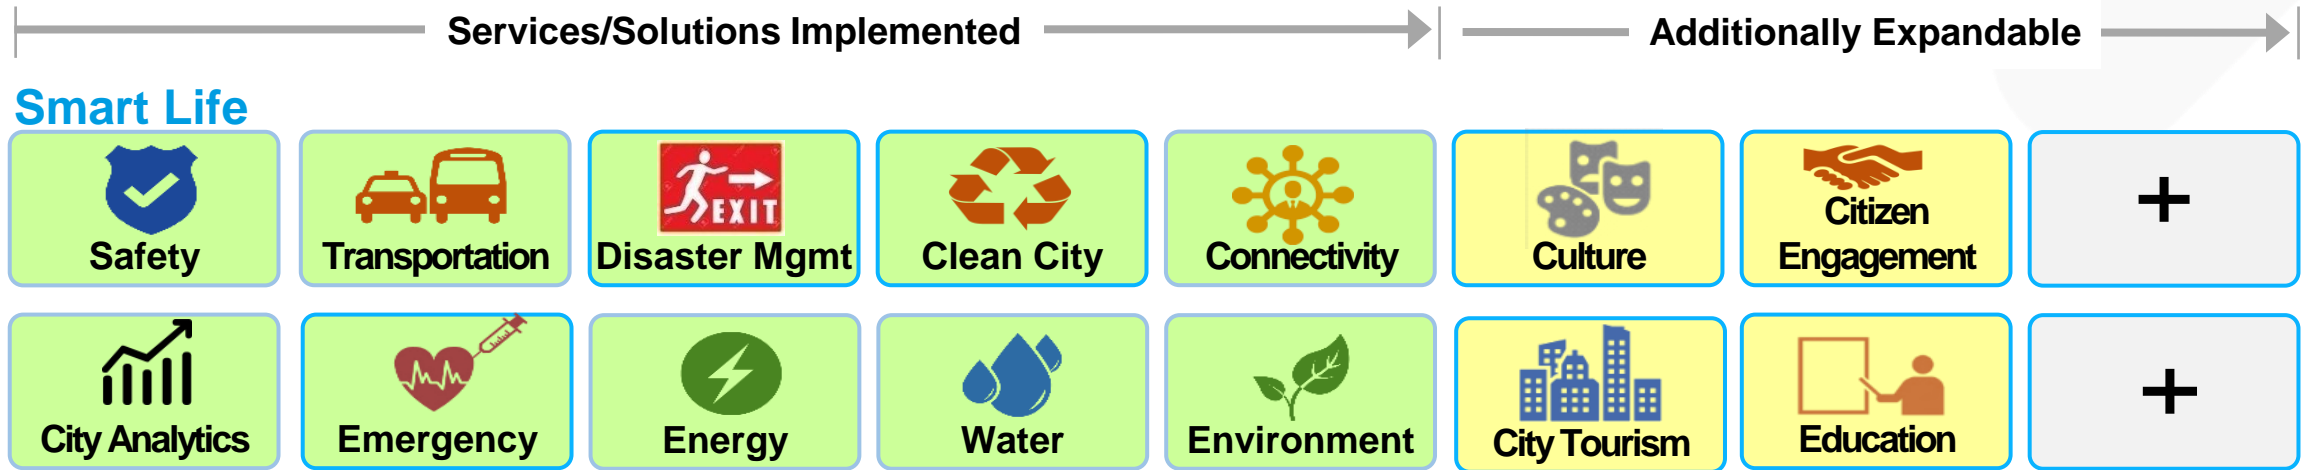 Services/Solutions Implemented
Additionally Expandable
Smart Life
EXIT
Safety
Transportation
Disaster Mgmt
Clean City
Connectivity
Culture
Citizen
Engagement
+
City Analytics
Emergency
Energy
Water
Environment
City Tourism
Education
+